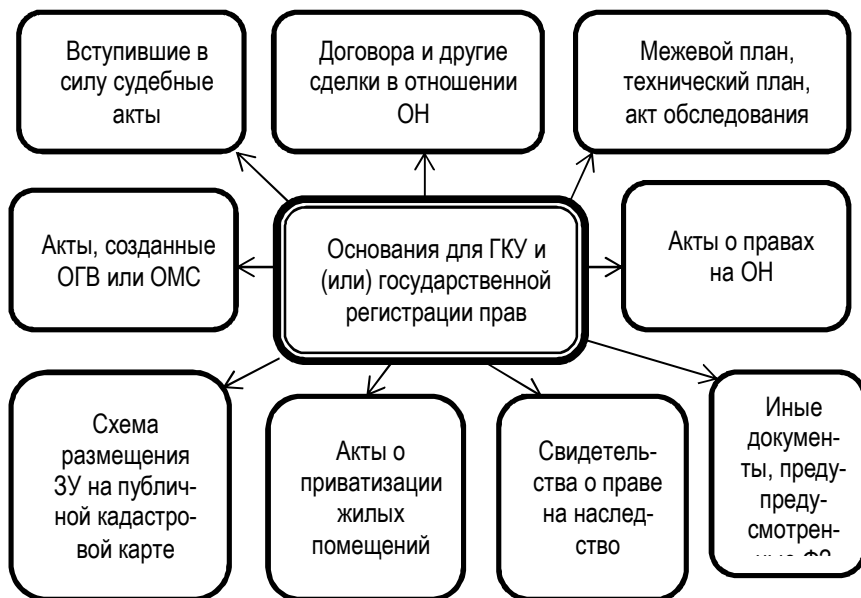 Вступившие в
силу судебные
акты
Договора и другие
сделки в отношении
ОН
Межевой план,
технический план,
акт обследования
Акты, созданные
ОГВ или ОМС
Основания для ГКУ и
(или) государственной
регистрации прав
Акты о правах
на ОН
Схема
размещения
ЗУ на публич-
ной кадастро-
вой карте
Акты о
приватизации
жилых
помещений
Свидетель-
ства о праве
на наслед-
ство
Иные
докумен-
ты, преду-
преду-
смотрен-